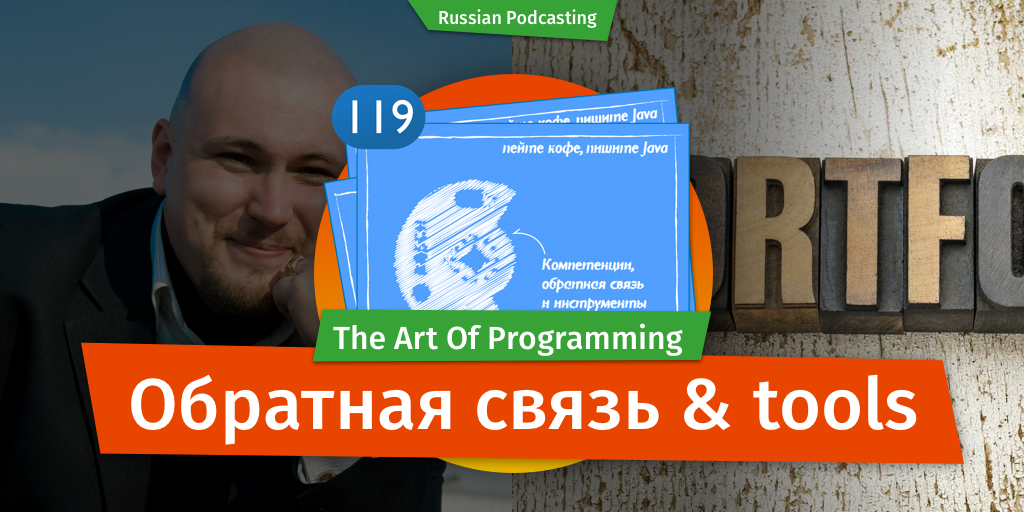 Russian Podcasting
119
пейте кофе, пишите Java
пейте кофе, пишите Java
Компетенции,
обратная связь
и инструменты
RTFO
The Art Of Programming
Обратная связь & tools